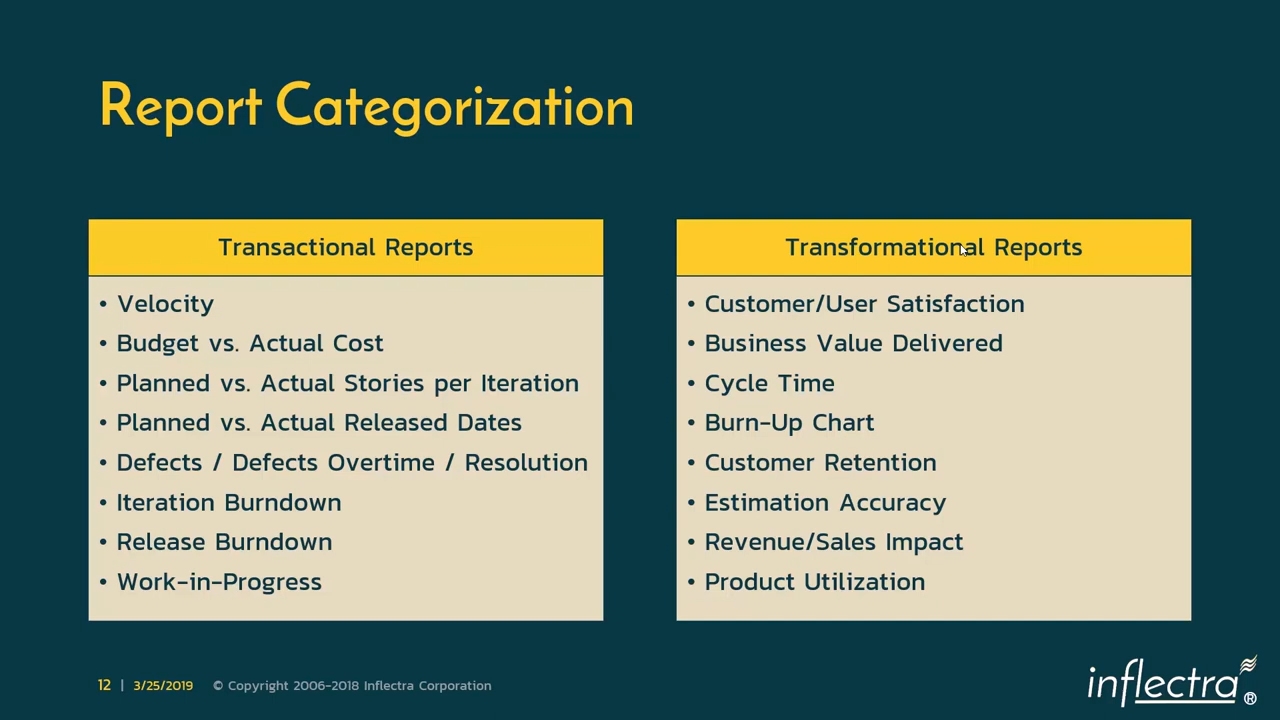 Report Categorization
Transactional Reports
• Velocity
• Budget vs. Actual Cost
• Planned vs. Actual Stories per Iteration
• Planned vs. Actual Released Dates
• Defects / Defects Overtime / Resolution
• Iteration Burndown
• Release Burndown
• Work-in-Progress
Transformational Reports
• Customer/User Satisfaction
• Business Value Delivered
• Cycle Time
• Burn-Up Chart
• Customer Retention
• Estimation Accuracy
• Revenue/Sales Impact
• Product Utilization
12 | 3/25/2019 © Copyright 2006-2018 Inflectra Corporation
inflectra®